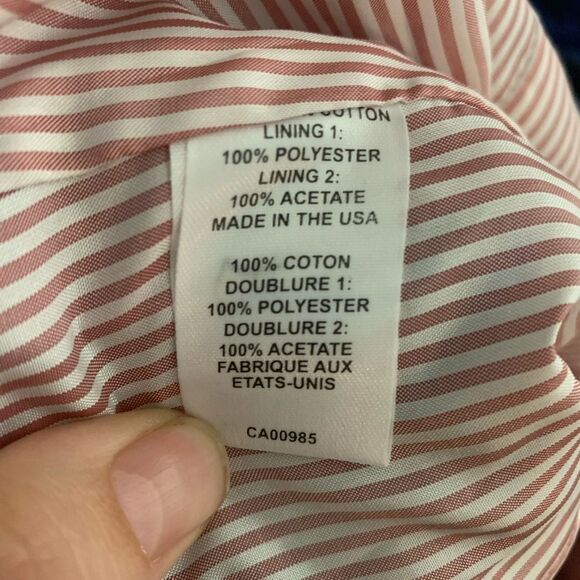 COTTON
LINING 1:
100% POLYESTER
LINING 2:
100% ACETATE
MADE IN THE USA
100% COTON
DOUBLURE 1:
100% POLYESTER
DOUBLURE 2:
100% ACETATE
FABRIQUE AUX
ETATS-UNIS
CA00985